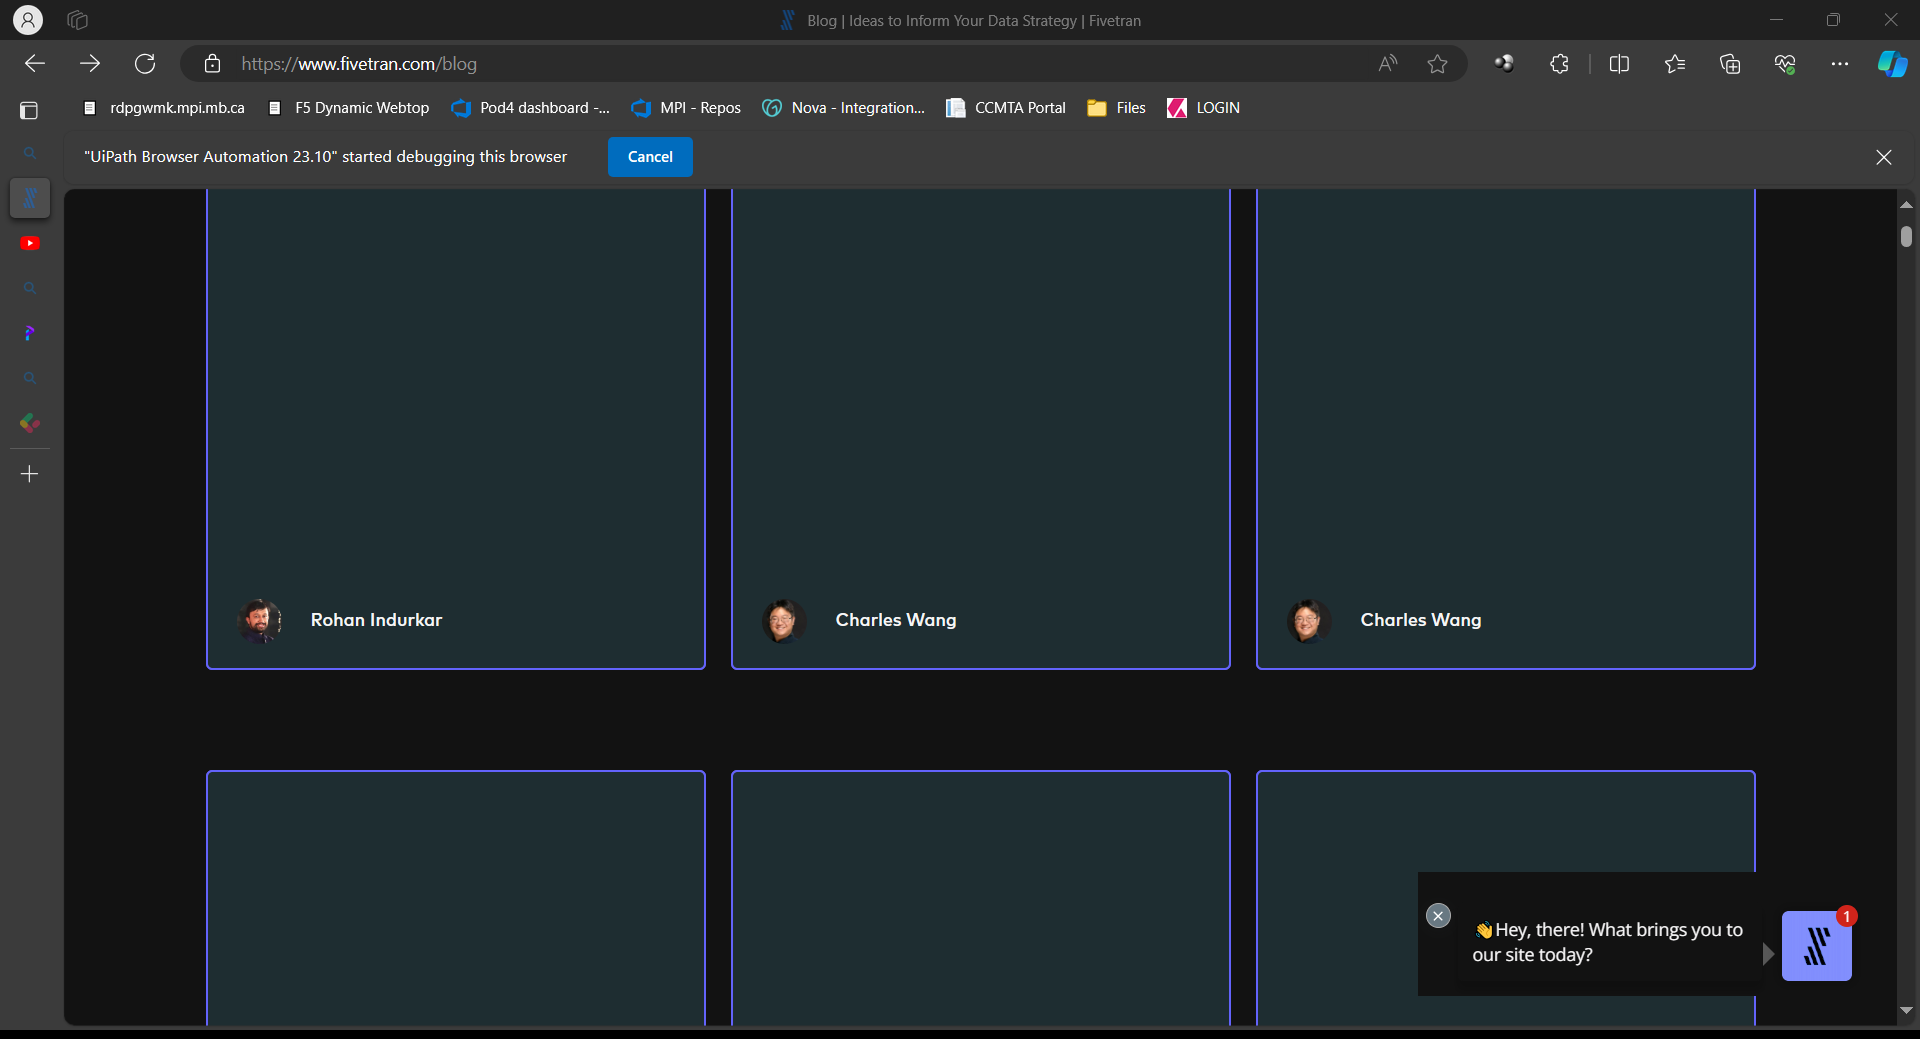 Blog | Ideas to Inform Your Data Strategy | Fivetran
https://www.fivetran.com/blog
rdpgwmk.mpi.mb.ca
F5 Dynamic Webtop
Pod4 dashboard -...
MPI - Repos
Nova - Integration...
CCMTA Portal
Files
LOGIN
"UiPath Browser Automation 23.10" started debugging this browser
Cancel
Rohan Indurkar
Charles Wang
Charles Wang
1
👋Hey, there! What brings you to
our site today?